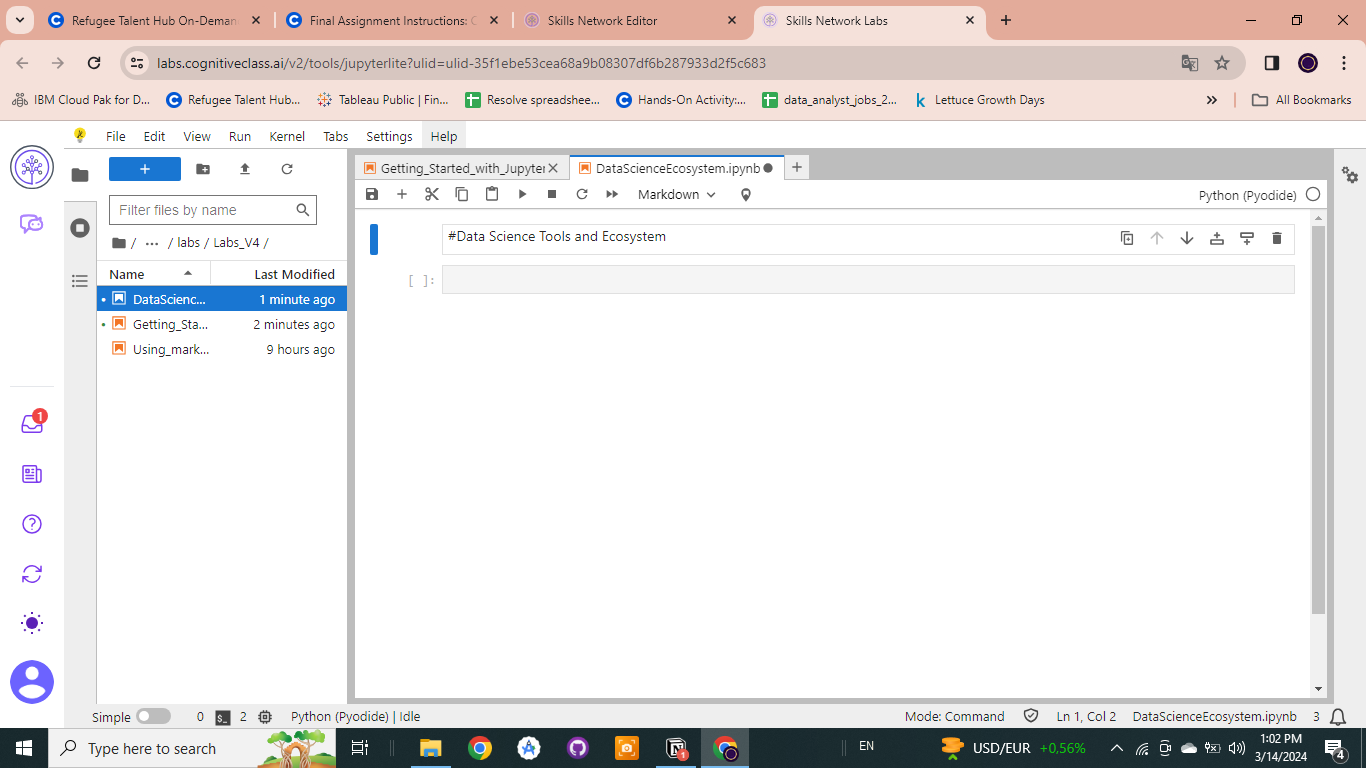 Refugee Talent Hub On-Deman
Final Assignment Instructions: C
Skills Network Editor
Skills Network Labs
labs.cognitiveclass.ai/v2/tools/jupyterlite?ulid=ulid-35f1ebe53cea68a9b08307df6b287933d2f5c683
IBM Cloud Pak for D...
Refugee Talent Hub...
Tableau Public | Fin...
Resolve spreadshee...
Hands-On Activity:...
data_analyst_jobs_2...
Lettuce Growth Days
All Bookmarks
File Edit View Run Kernel Tabs Settings Help
Getting_Started_with_Jupyter
DataScienceEcosystem.ipynb
Filter files by name
Markdown
Python (Pyodide)
/ ... / labs / Labs_V4 /
#Data Science Tools and Ecosystem
[ ]:
Name Last Modified
DataScienc... 1 minute ago
Getting_Sta... 2 minutes ago
Using_mark... 9 hours ago
1
Simple 0 2 Python (Pyodide) | Idle
Mode: Command Ln 1, Col 2 DataScienceEcosystem.ipynb 3
Type here to search
1
EN
USD/EUR +0,56%
1:02 PM
3/14/2024
4